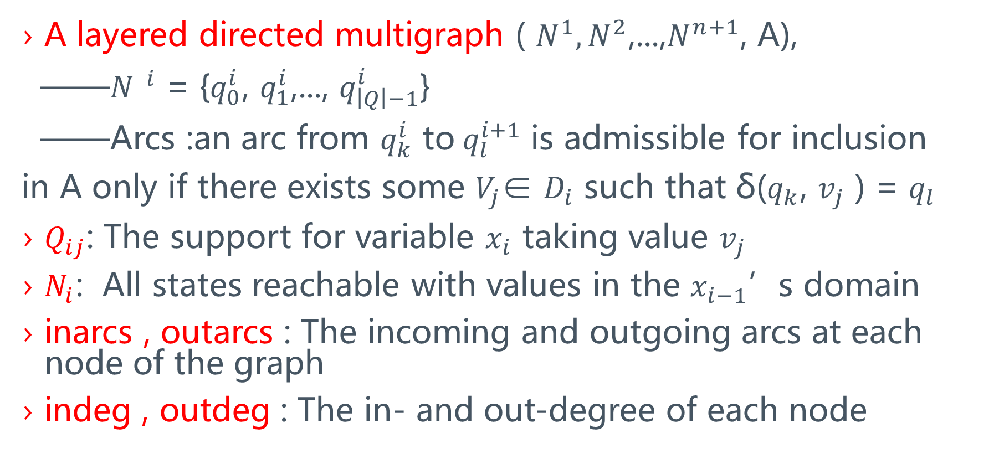 › A layered directed multigraph ( N^1, N^2,...,N^{n+1}, A),
——N^i = {q_0^i, q_1^i,..., q_{|Q|−1}^i}
——Arcs :an arc from q_k^i to q_l^{i+1} is admissible for inclusion
in A only if there exists some V_j ∈ D_i such that δ(q_k, v_j ) = q_l
› Q_{ij}: The support for variable x_i taking value v_j
› N_i: All states reachable with values in the x_{i−1}′ s domain
› inarcs , outarcs : The incoming and outgoing arcs at each
node of the graph
› indeg , outdeg : The in- and out-degree of each node